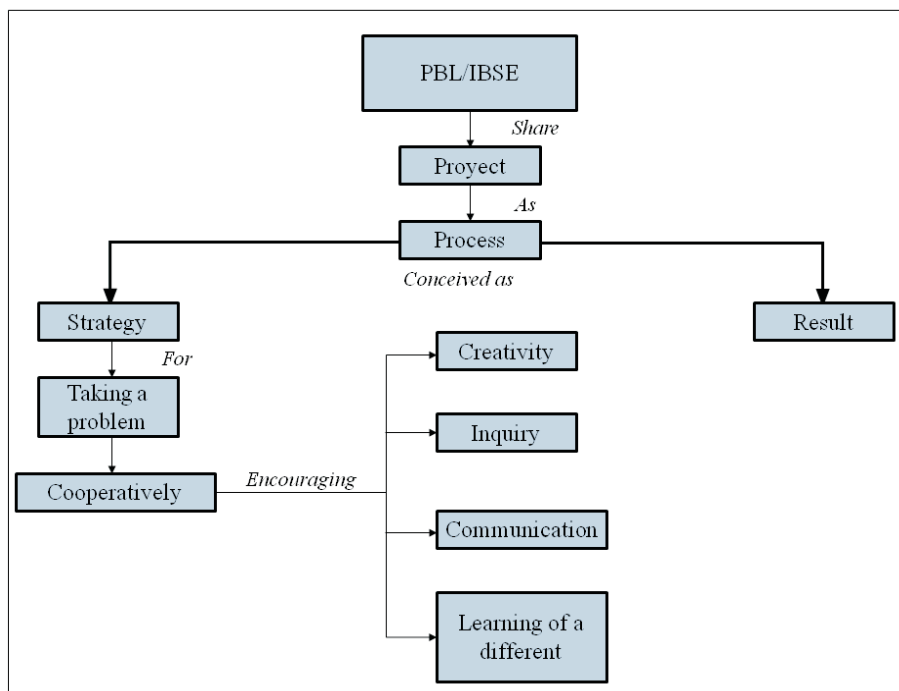 PBL/IBSE
Share
Proyect
As
Process
Conceived as
Strategy
Result
For
Taking a
problem
Cooperatively
Encouraging
Creativity
Inquiry
Communication
Learning of a
different